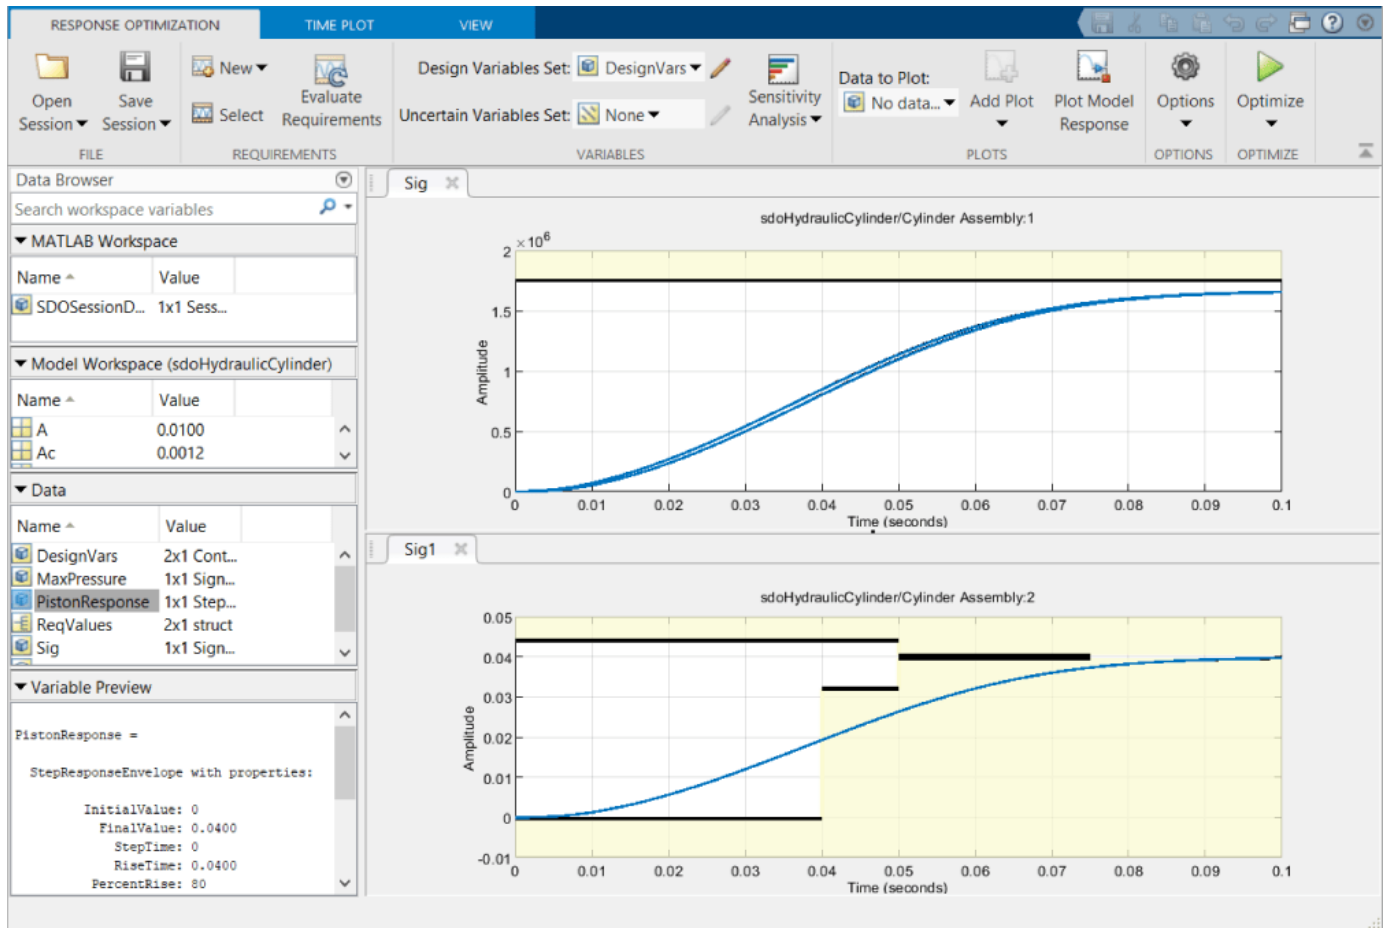 RESPONSE OPTIMIZATION TIME PLOT VIEW
Open Session
Save Session
FILE
New
Select
Evaluate Requirements
REQUIREMENTS
Design Variables Set: DesignVars
Uncertain Variables Set: None
Sensitivity Analysis
VARIABLES
Data to Plot:
No data...
Add Plot
Plot Model Response
PLOTS
Options
OPTIONS
Optimize
OPTIMIZE
Data Browser
Search workspace variables
MATLAB Workspace
Name Value
SDOSessionD... 1x1 Sess...
Model Workspace (sdoHydraulicCylinder)
Name Value
A 0.0100
Ac 0.0012
Data
Name Value
DesignVars 2x1 Cont...
MaxPressure 1x1 Sign...
PistonResponse 1x1 Step...
ReqValues 2x1 struct
Sig 1x1 Sign...
Variable Preview
PistonResponse =
StepResponseEnvelope with properties:
InitialValue: 0
FinalValue: 0.0400
StepTime: 0
RiseTime: 0.0400
PercentRise: 80
Sig
sdoHydraulicCylinder/Cylinder Assembly:1
×10^6
2
1.5
1
0.5
0
Amplitude
0 0.01 0.02 0.03 0.04 0.05 0.06 0.07 0.08 0.09 0.1
Time (seconds)
Sig1
sdoHydraulicCylinder/Cylinder Assembly:2
0.05
0.04
0.03
0.02
0.01
0
-0.01
Amplitude
0 0.01 0.02 0.03 0.04 0.05 0.06 0.07 0.08 0.09 0.1
Time (seconds)